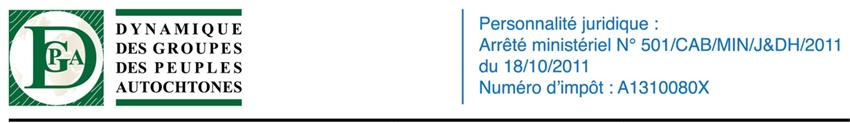 DGPA
DYNAMIQUE
DES GROUPES
DES PEUPLES
AUTOCHTONES
Personnalité juridique :
Arrêté ministériel N° 501/CAB/MIN/J&DH/2011
du 18/10/2011
Numéro d'impôt : A1310080X